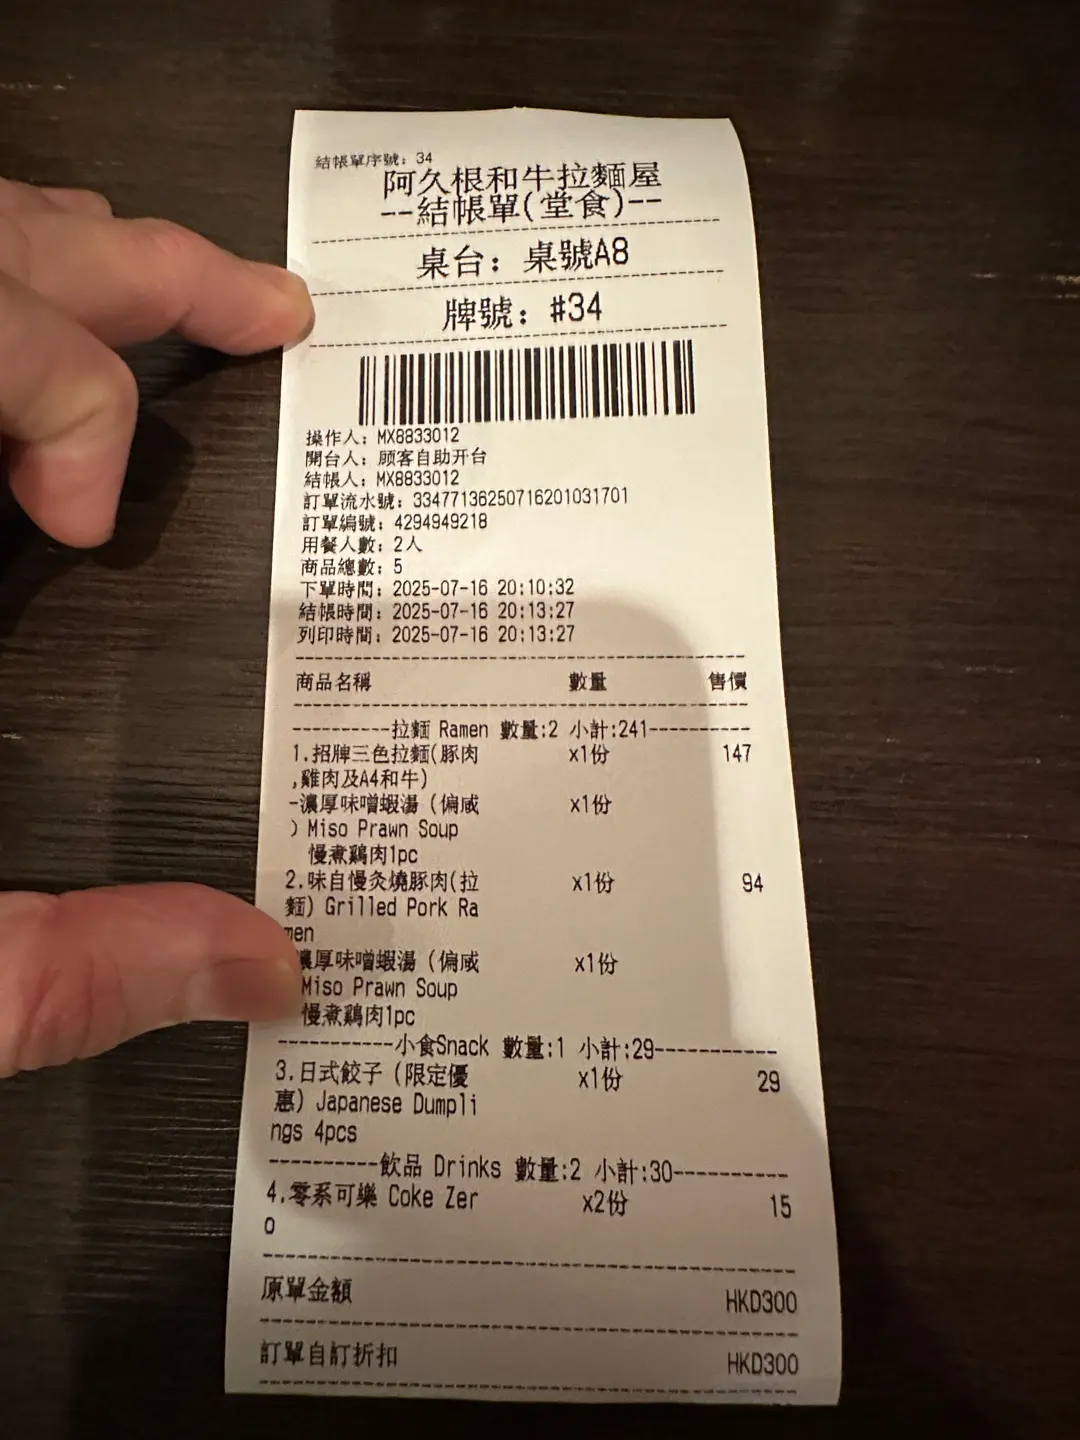 結帳單序號: 34
阿久根和牛拉麵屋
--結帳單(堂食)--
桌台: 桌號A8
牌號: #34
操作人: MX8833012
開台人: 顾客自助开台
結帳人: MX8833012
訂單流水號: 33477136250716201031701
訂單編號: 4294949218
用餐人數: 2人
商品總數: 5
下單時間: 2025-07-16 20:10:32
結帳時間: 2025-07-16 20:13:27
列印時間: 2025-07-16 20:13:27
商品名稱 數量 售價
----------拉麵 Ramen 數量:2 小計:241----------
1.招牌三色拉麵(豚肉 x1份 147
,雞肉及A4和牛)
-濃厚味噌蝦湯 (偏咸 x1份
) Miso Prawn Soup
慢煮鷄肉1pc
2.味自慢灸燒豚肉(拉 x1份 94
麵) Grilled Pork Ra
men
濃厚味噌蝦湯 (偏咸 x1份
Miso Prawn Soup
慢煮鷄肉1pc
----------小食Snack 數量:1 小計:29----------
3.日式餃子 (限定優 x1份 29
惠) Japanese Dumpli
ngs 4pcs
----------飲品 Drinks 數量:2 小計:30----------
4.零系可樂 Coke Zer x2份 15
o
原單金額 HKD300
訂單自訂折扣 HKD300